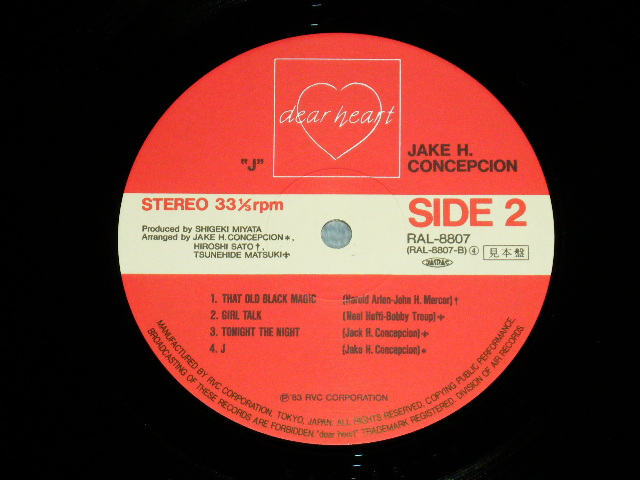 dear heart
"J"
JAKE H.
CONCEPCION
STEREO 33⅓rpm
SIDE 2
Produced by SHIGEKI MIYATA
Arranged by JAKE H. CONCEPCION*,
HIROSHI SATO†,
TSUNEHIDE MATSUKI✢
RAL-8807
(RAL-8807-B) ④ 見本盤
JASRAC
1. THAT OLD BLACK MAGIC (Harold Arlen-John H. Mercer)†
2. GIRL TALK (Neal Hefti-Bobby Troup)✢
3. TONIGHT THE NIGHT (Jack H. Concepcion)✢
4. J (Jake H. Concepcion)*
Ⓟ '83 RVC CORPORATION
MANUFACTURED BY RVC CORPORATION, TOKYO, JAPAN. ALL RIGHTS RESERVED, COPYING PUBLIC PERFORMANCE,
BROADCASTING OF THESE RECORDS ARE FORBIDDEN. "dear heart" TRADEMARK REGISTERED, DIVISION OF AIR RECORDS